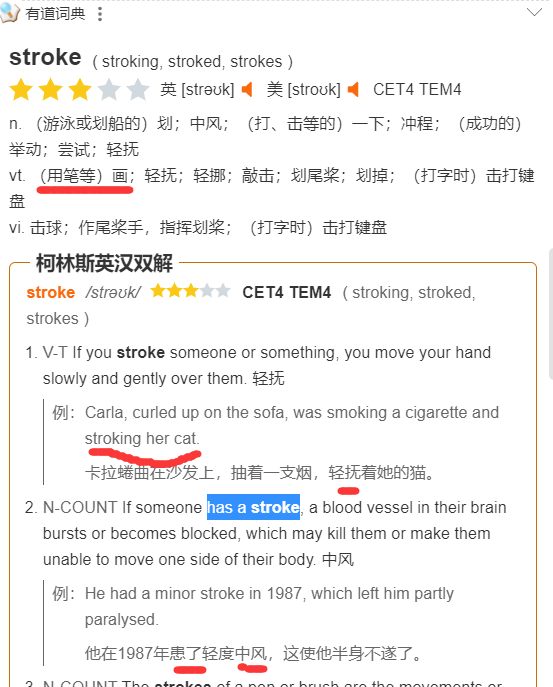 有道词典
stroke ( stroking, stroked, strokes )
英 [strəʊk] 美 [stroʊk] CET4 TEM4
n. （游泳或划船的）划；中风；（打、击等的）一下；冲程；（成功的）
举动；尝试；轻抚
vt. （用笔等）画；轻抚；轻挪；敲击；划尾桨；划掉；（打字时）击打键
盘
vi. 击球；作尾桨手，指挥划桨；（打字时）击打键盘
柯林斯英汉双解
stroke /strəʊk/ CET4 TEM4 ( stroking, stroked,
strokes )
1. V-T If you stroke someone or something, you move your hand
slowly and gently over them. 轻抚
例： Carla, curled up on the sofa, was smoking a cigarette and
stroking her cat.
卡拉蜷曲在沙发上，抽着一支烟，轻抚着她的猫。
2. N-COUNT If someone has a stroke, a blood vessel in their brain
bursts or becomes blocked, which may kill them or make them
unable to move one side of their body. 中风
例： He had a minor stroke in 1987, which left him partly
paralysed.
他在1987年患了轻度中风，这使他半身不遂了。
3. N-COUNT The strokes of a pen or brush are the movements or